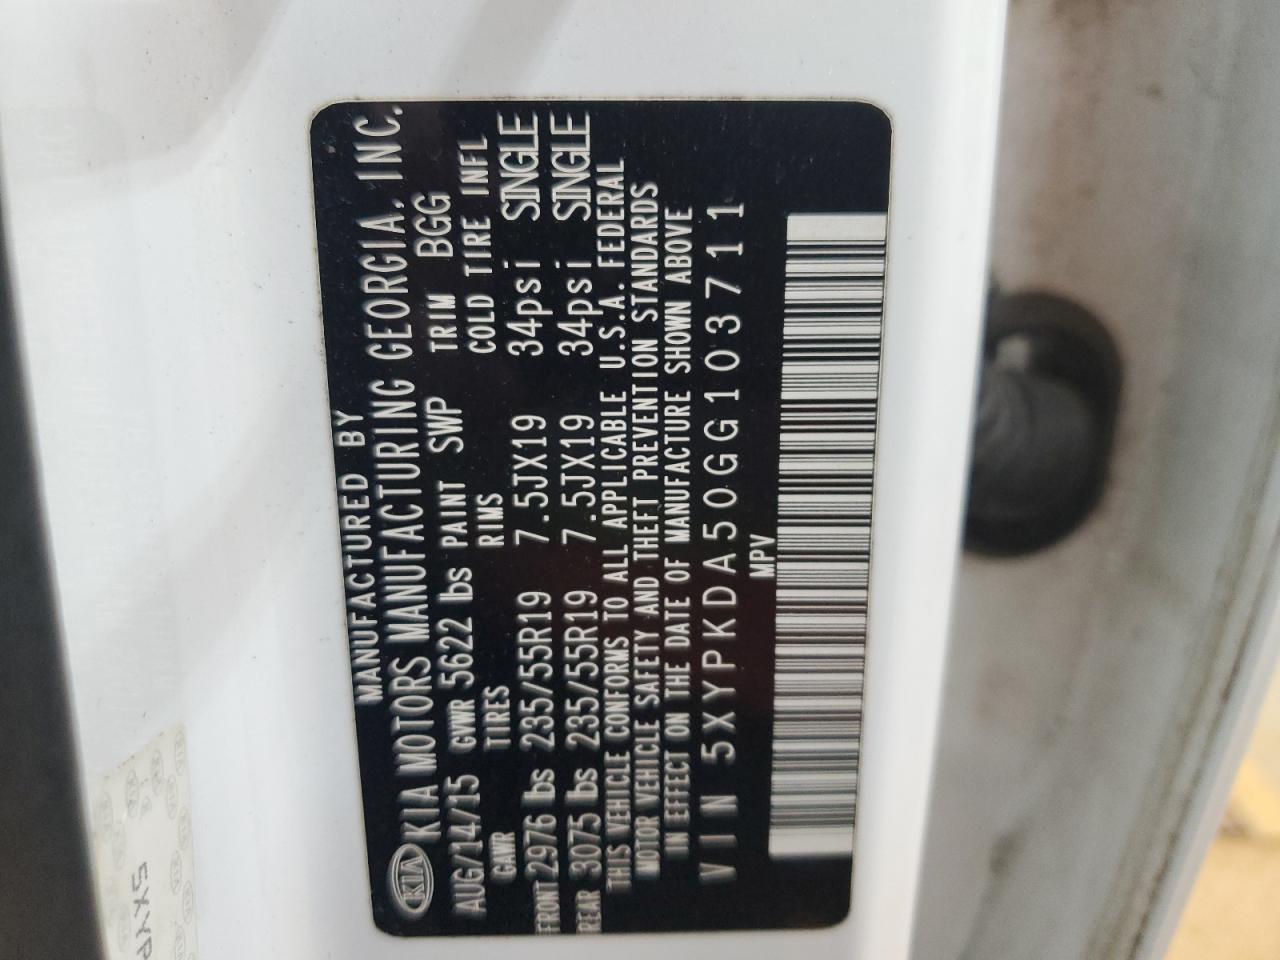 MANUFACTURED BY
KIA KIA MOTORS MANUFACTURING GEORGIA, INC.
AUG/14/15 GVWR 5622 lbs PAINT SWP TRIM BGG
GAWR TIRES RIMS COLD TIRE INFL
FRONT 2976 lbs 235/55R19 7.5JX19 34psi SINGLE
REAR 3075 lbs 235/55R19 7.5JX19 34psi SINGLE
THIS VEHICLE CONFORMS TO ALL APPLICABLE U.S.A. FEDERAL
MOTOR VEHICLE SAFETY AND THEFT PREVENTION STANDARDS
IN EFFECT ON THE DATE OF MANUFACTURE SHOWN ABOVE
VIN 5XYPKDA50GG103711
MPV
5XYP